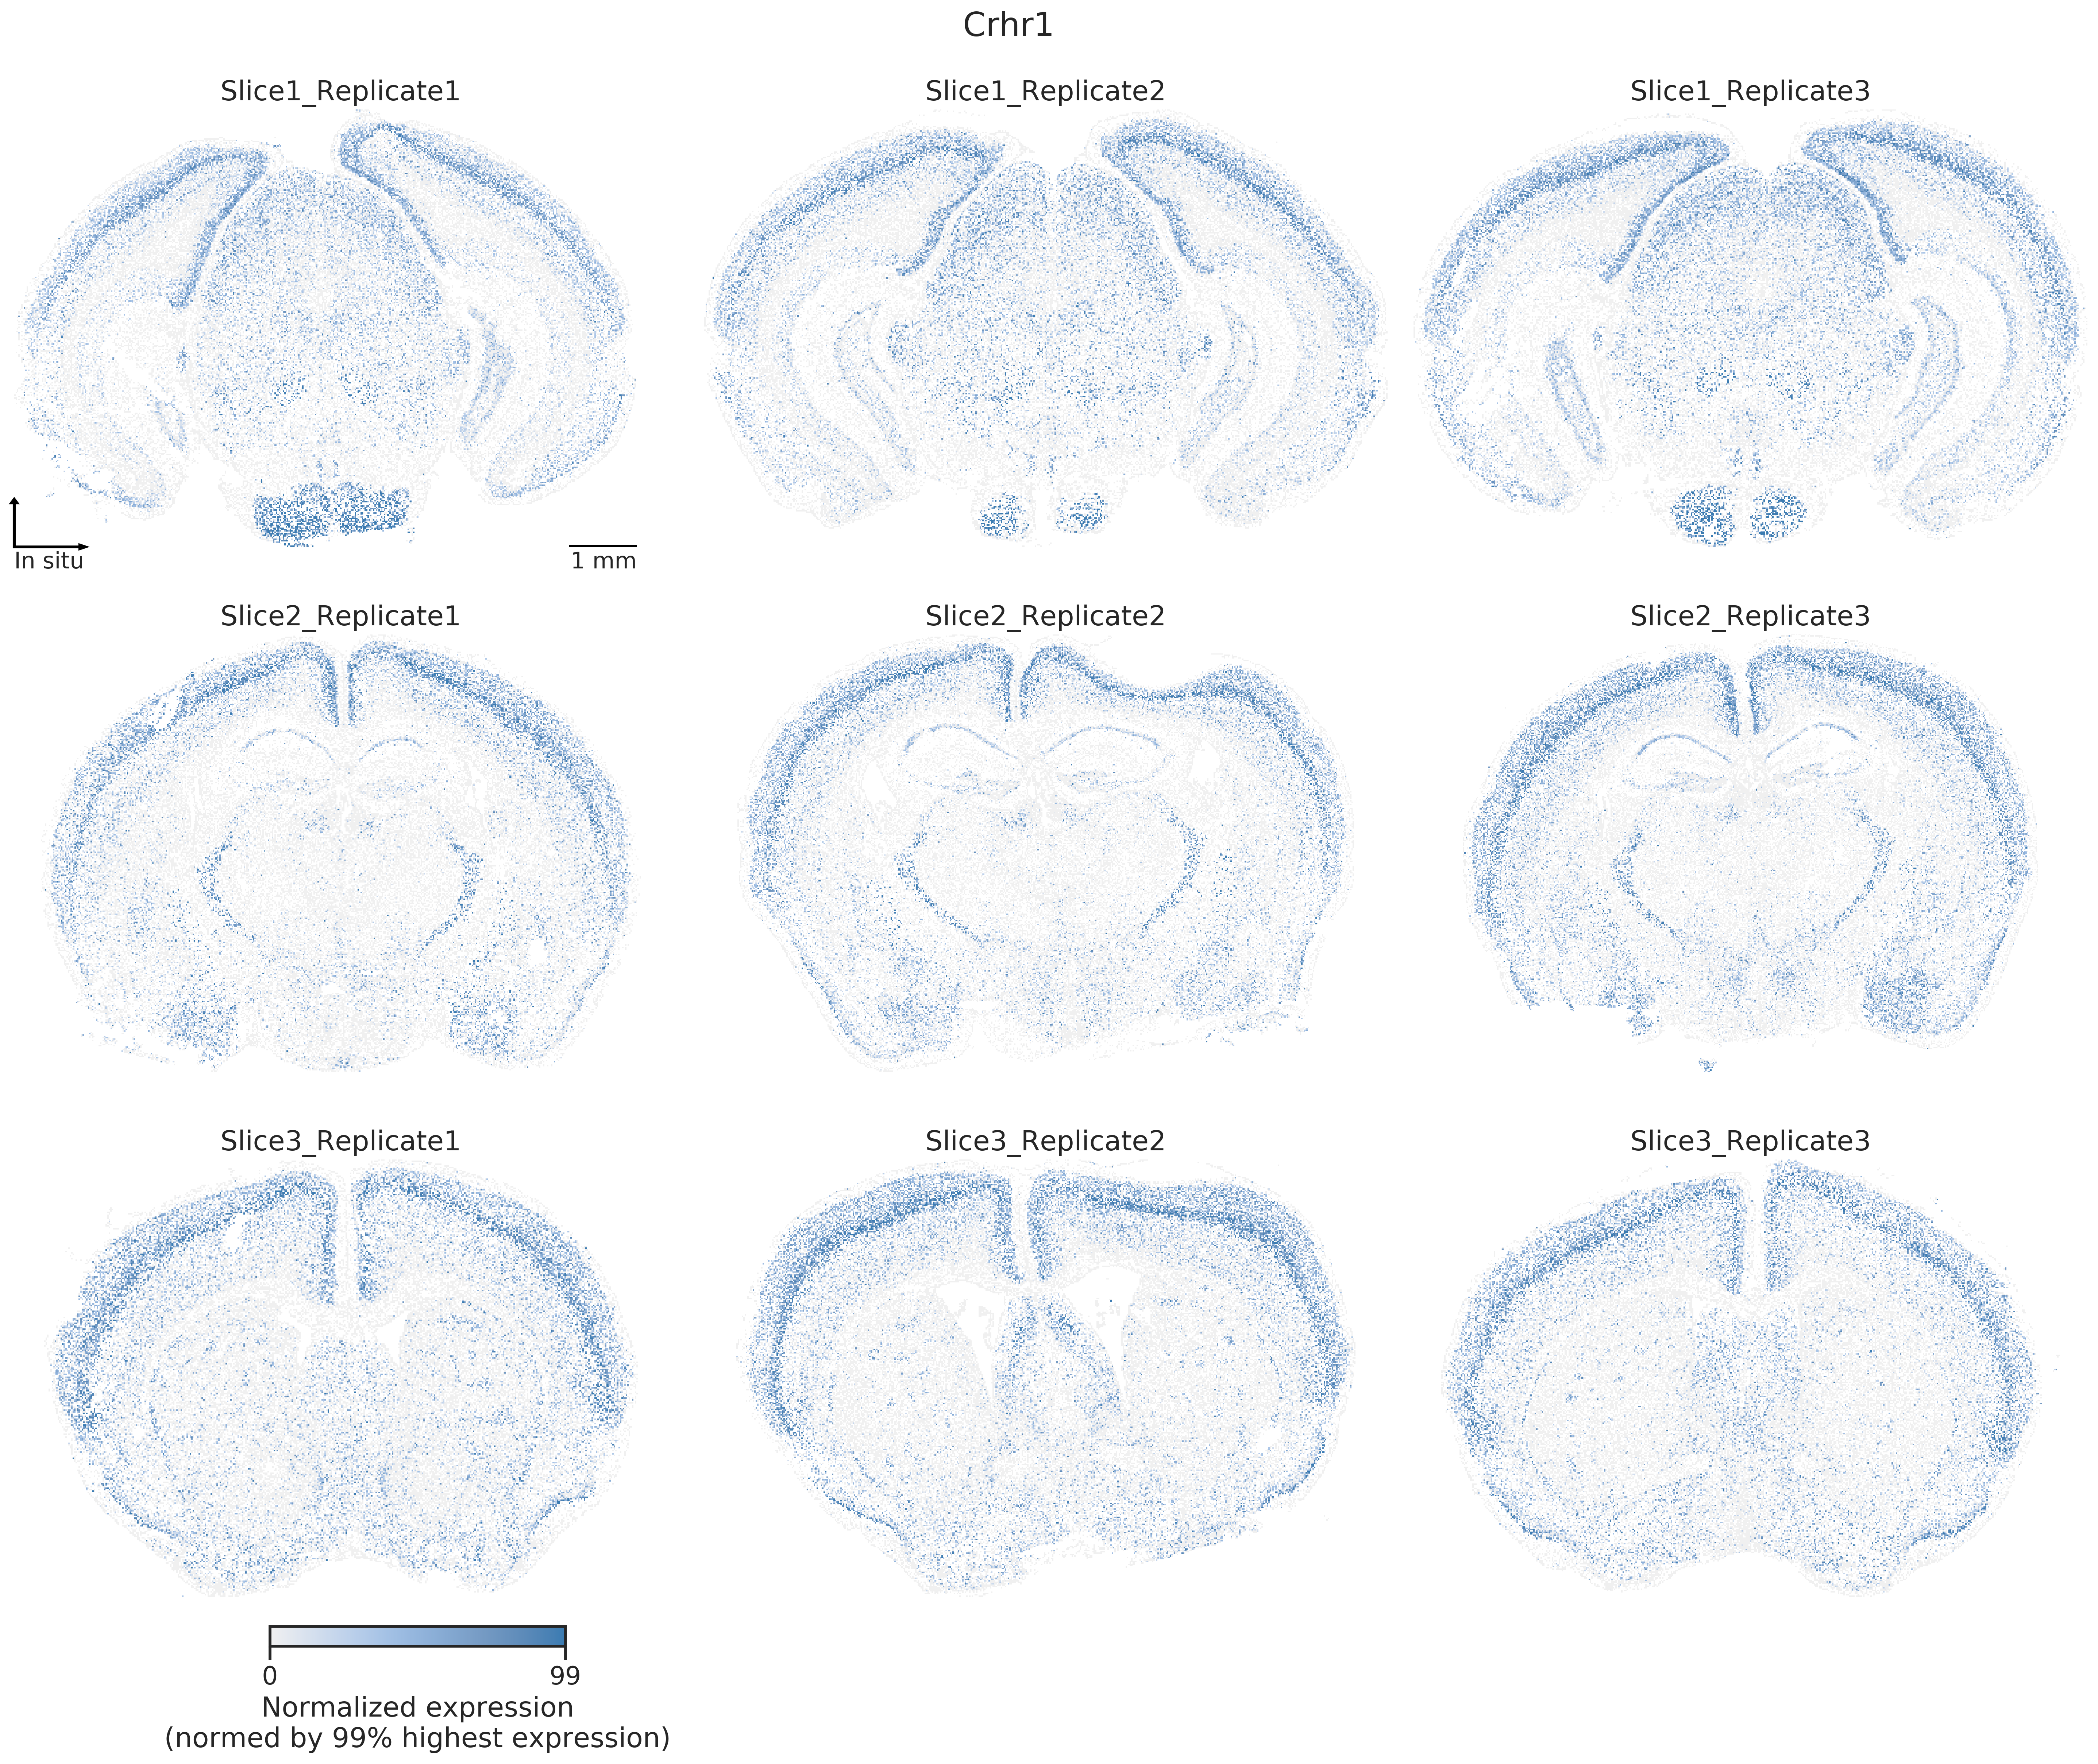 Crhr1
Slice1_Replicate1
Slice1_Replicate2
Slice1_Replicate3
In situ
1 mm
Slice2_Replicate1
Slice2_Replicate2
Slice2_Replicate3
Slice3_Replicate1
Slice3_Replicate2
Slice3_Replicate3
0
99
Normalized expression
(normed by 99% highest expression)